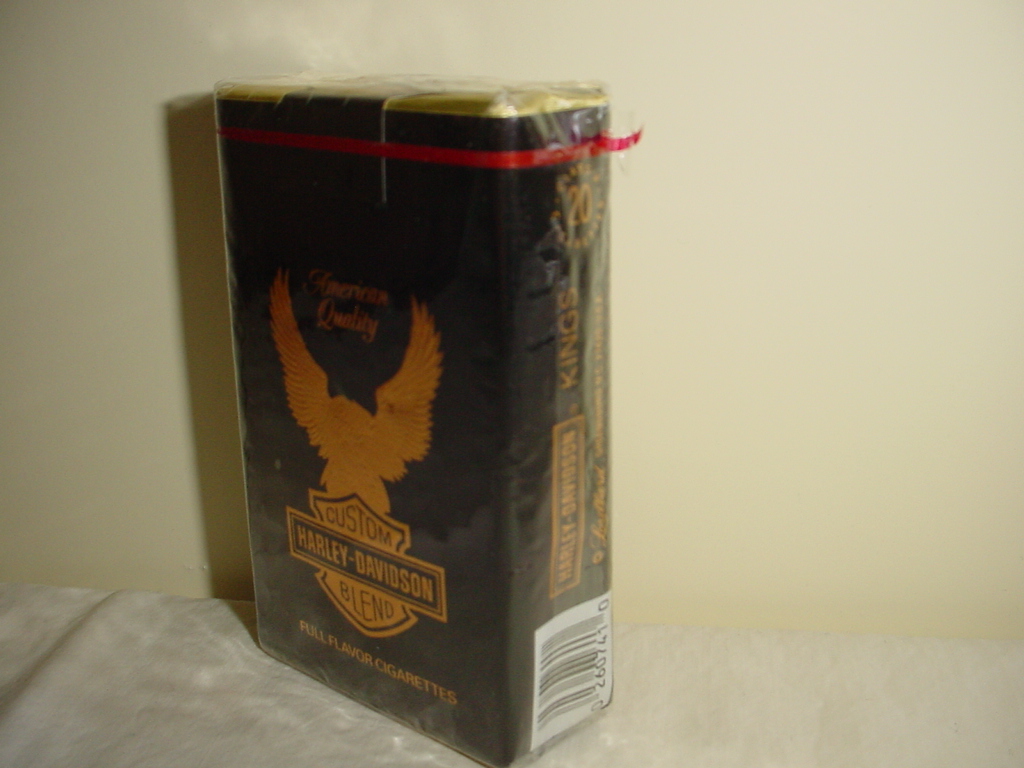 American
Quality
CUSTOM
HARLEY-DAVIDSON
BLEND
FULL FLAVOR CIGARETTES
20
KINGS
HARLEY-DAVIDSON